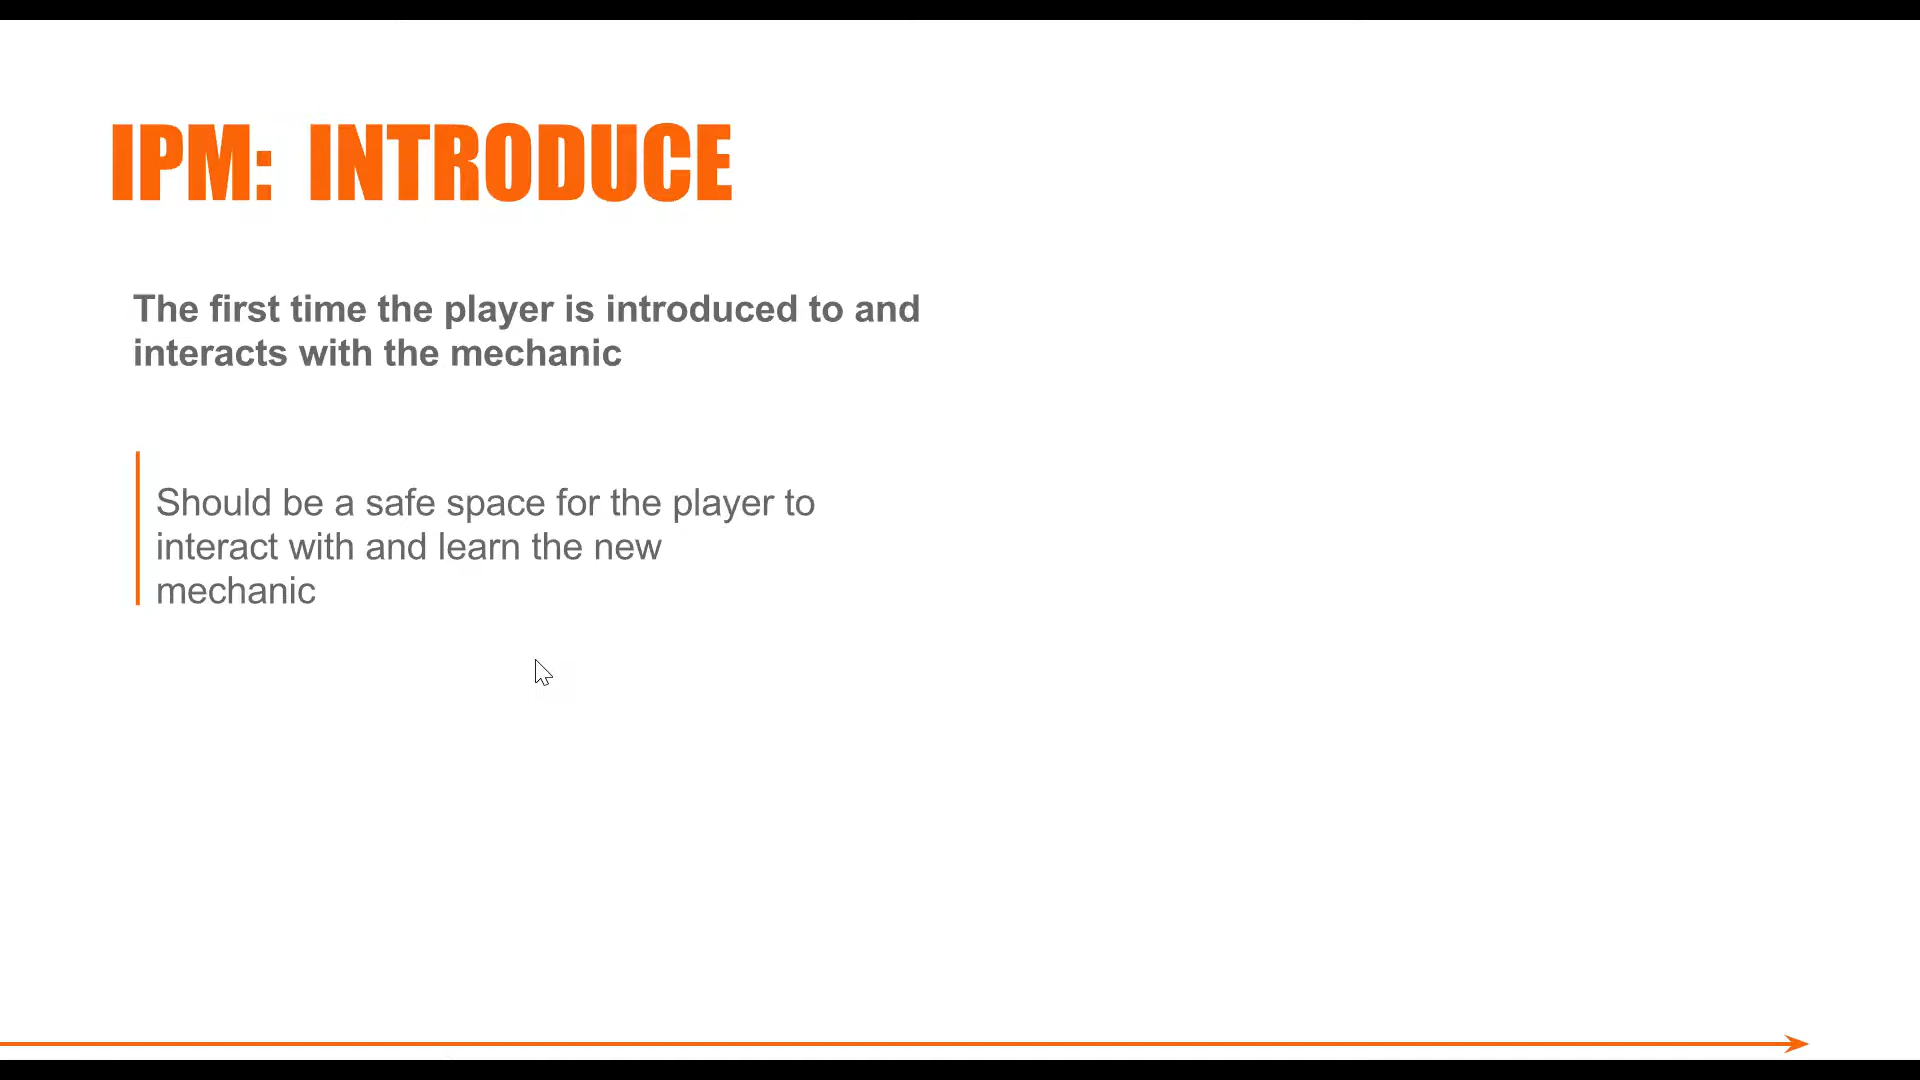 IPM: INTRODUCE
The first time the player is introduced to and
interacts with the mechanic
Should be a safe space for the player to
interact with and learn the new
mechanic